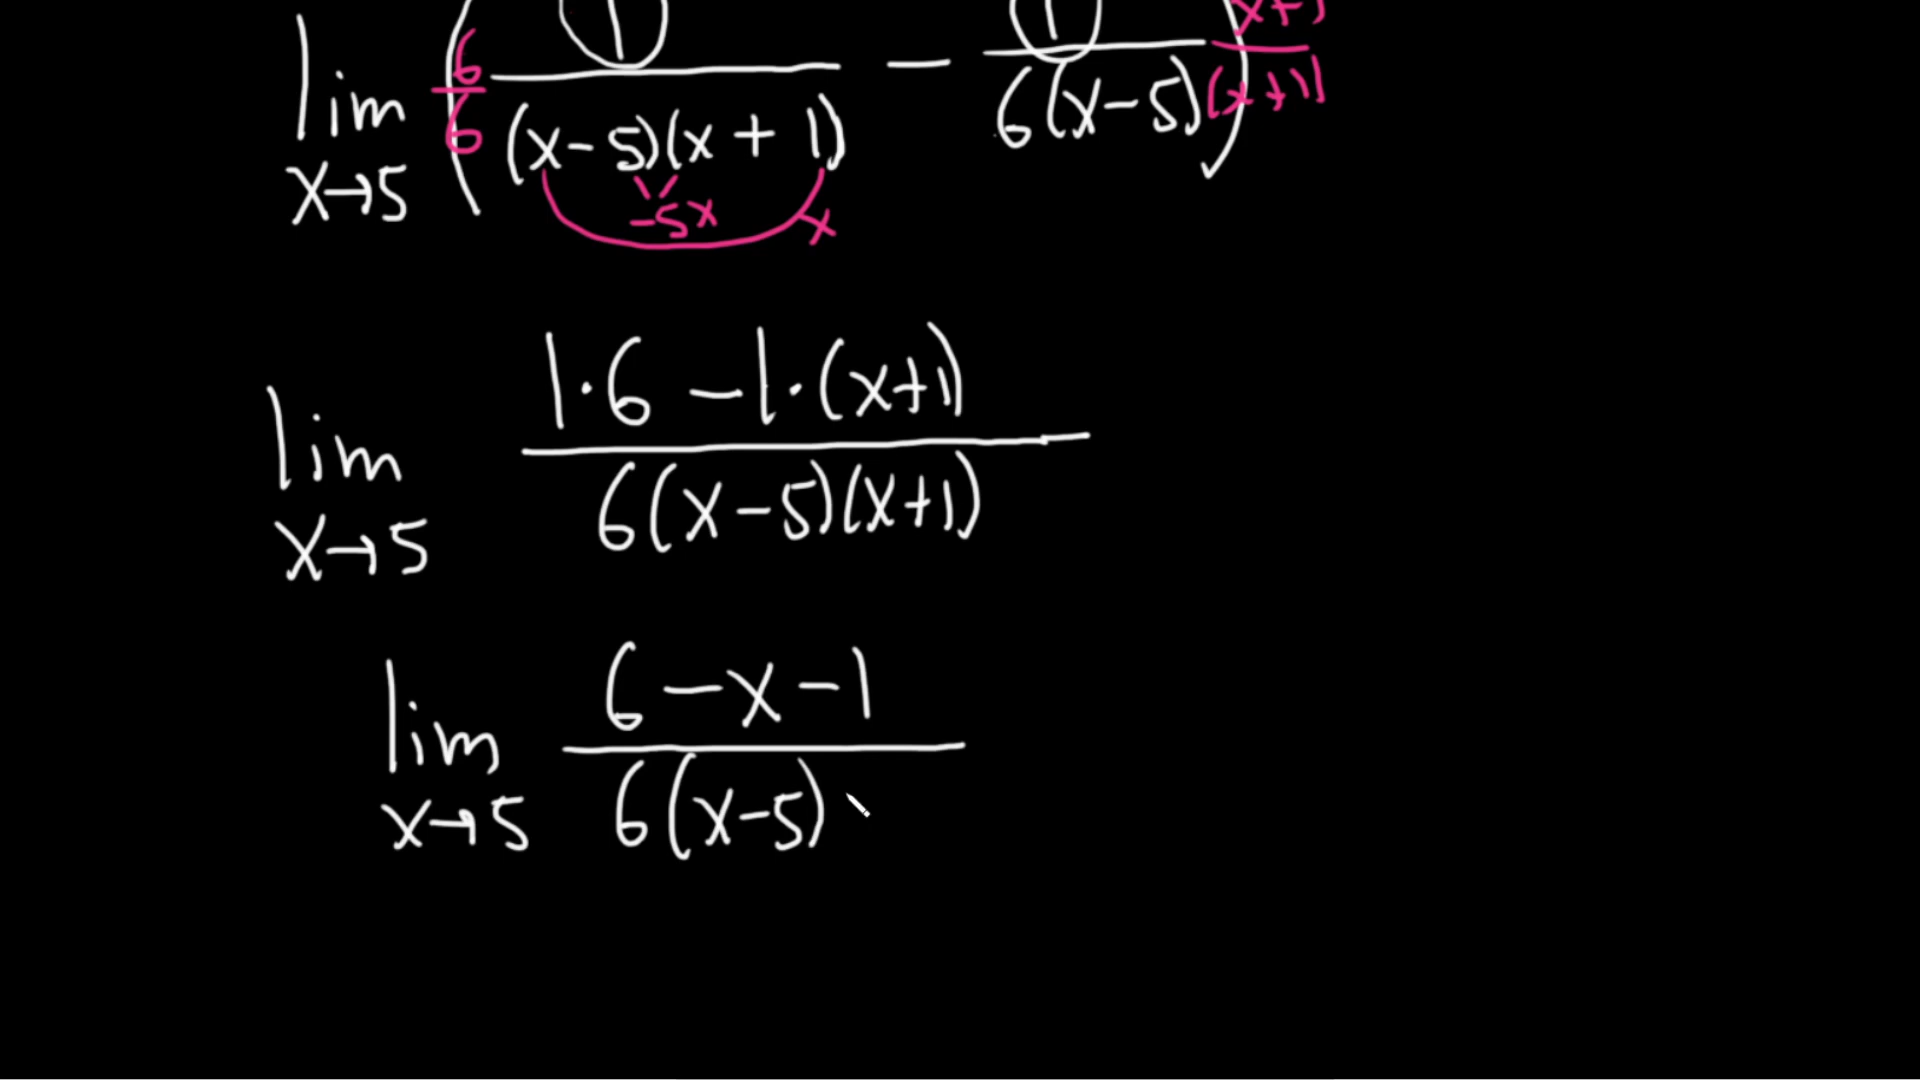 lim x→5 ( 6/6 1/((x-5)(x+1)) - 1/(6(x-5)) x+1/(x+1) )
-5x x
lim x→5 (1·6 -1·(x+1))/(6(x-5)(x+1))
lim x→5 (6-x-1)/(6(x-5)